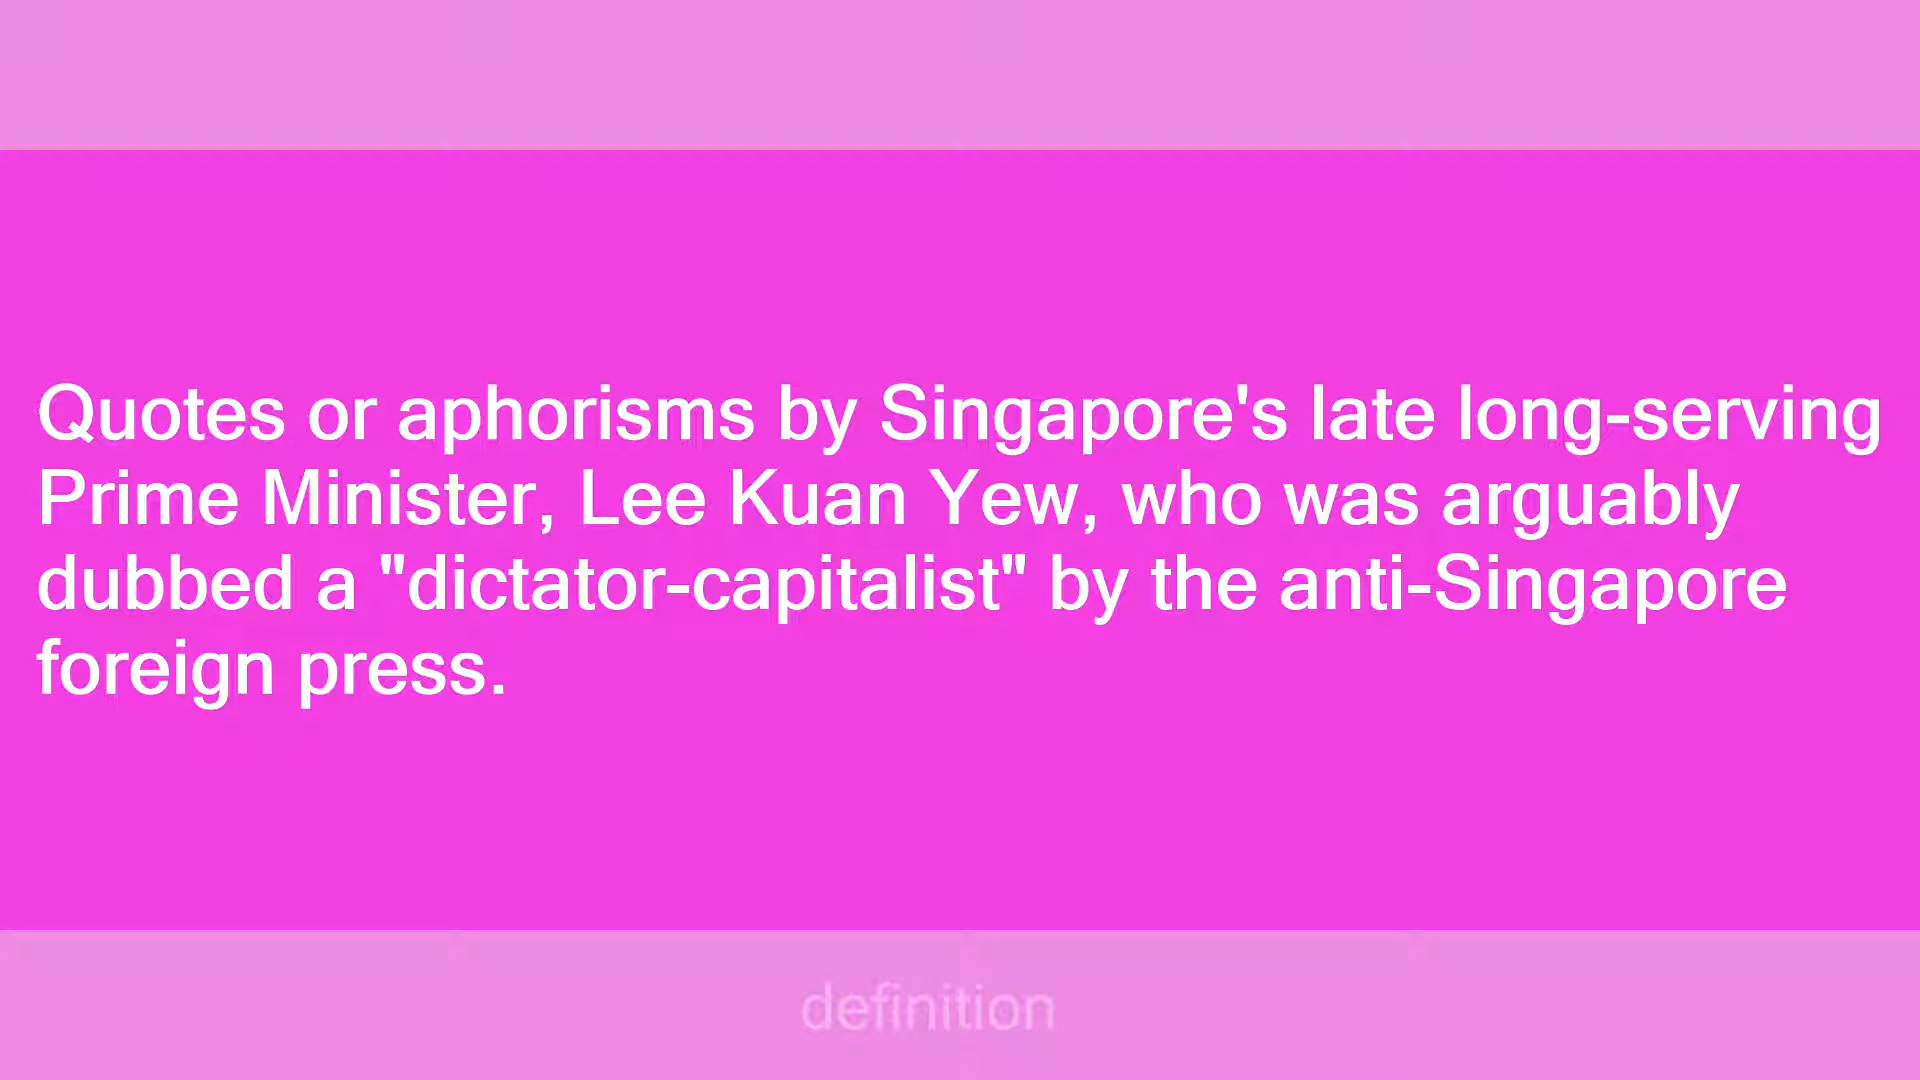 Quotes or aphorisms by Singapore's late long-serving
Prime Minister, Lee Kuan Yew, who was arguably
dubbed a "dictator-capitalist" by the anti-Singapore
foreign press.
definition